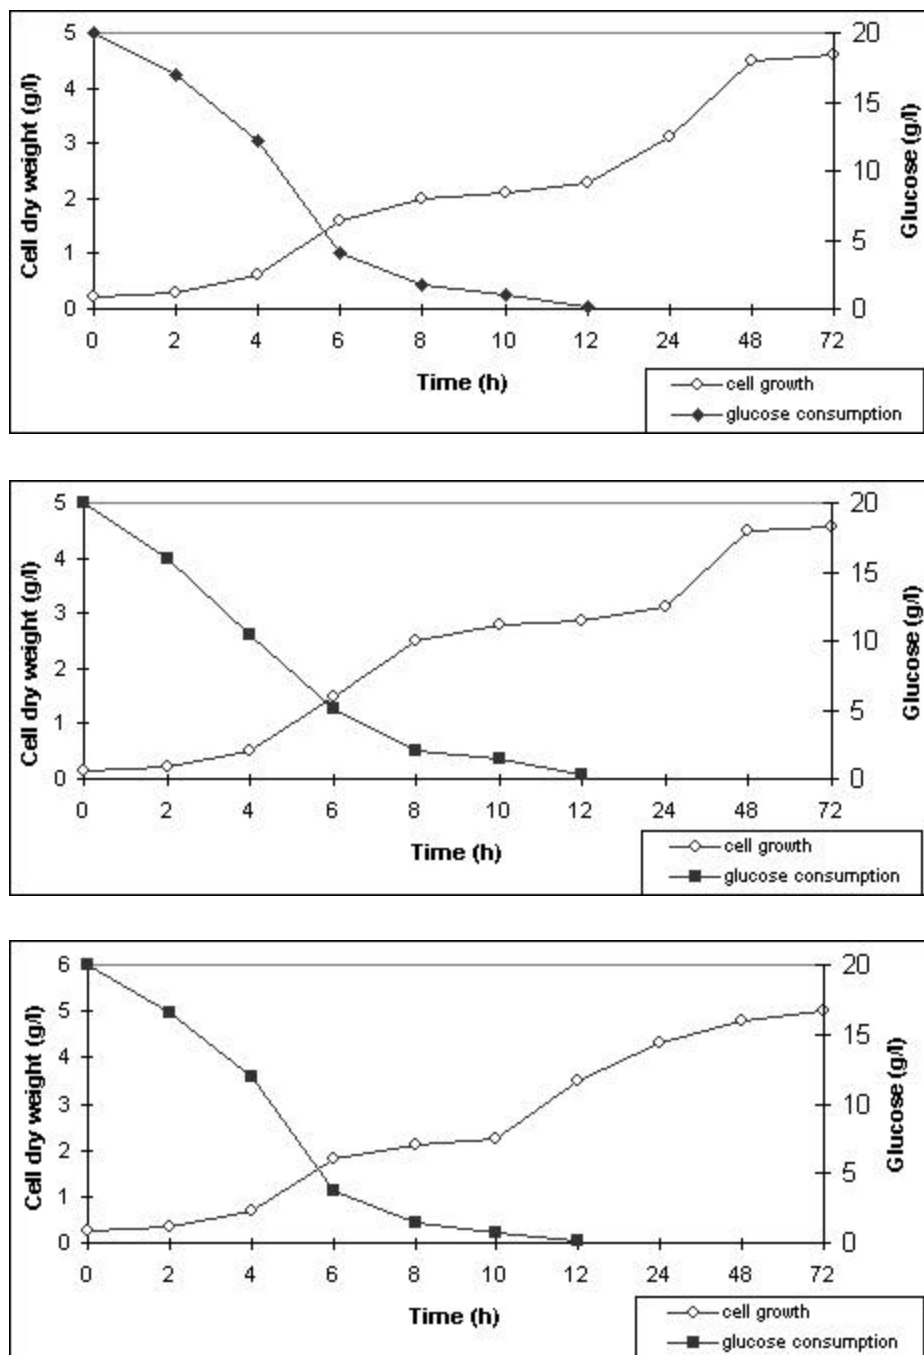 Cell dry weight (g/l)
5
4
3
2
1
0
20
15
10
5
0
Glucose (g/l)
0 2 4 6 8 10 12 24 48 72
Time (h)
cell growth
glucose consumption
Cell dry weight (g/l)
5
4
3
2
1
0
20
15
10
5
0
Glucose (g/l)
0 2 4 6 8 10 12 24 48 72
Time (h)
cell growth
glucose consumption
Cell dry weight (g/l)
6
5
4
3
2
1
0
20
15
10
5
0
Glucose (g/l)
0 2 4 6 8 10 12 24 48 72
Time (h)
cell growth
glucose consumption